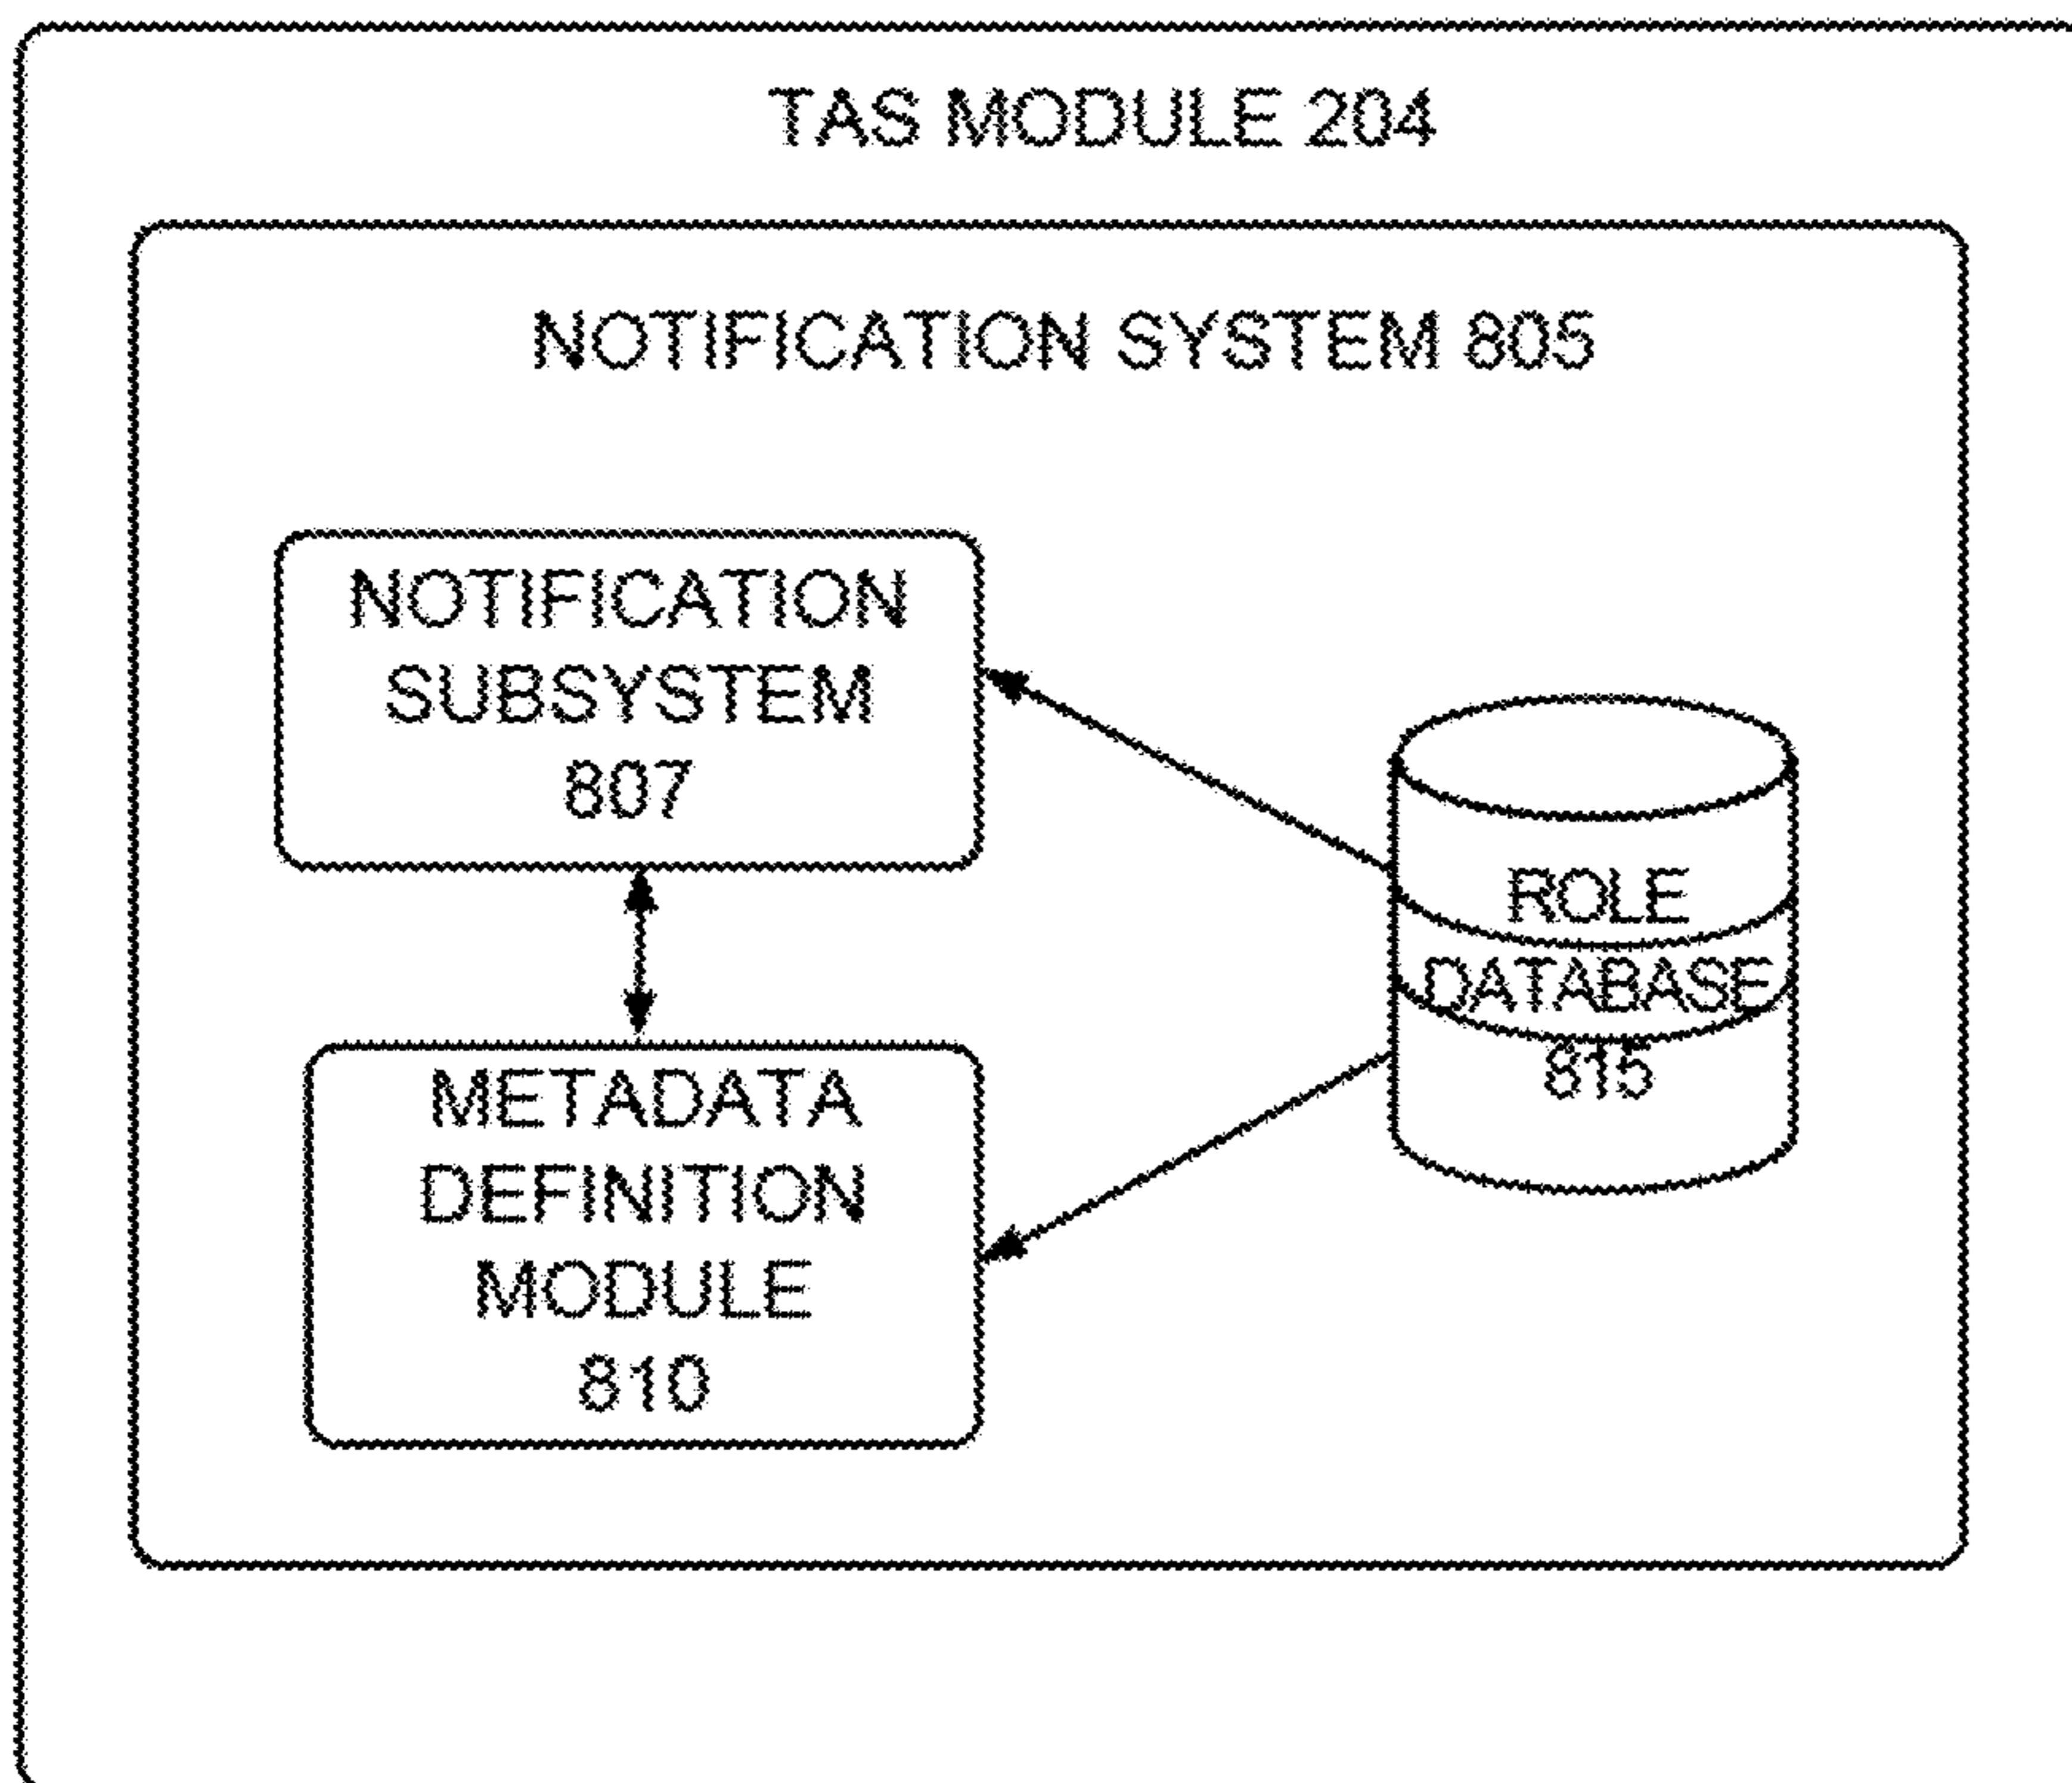 TAS MODULE 204
NOTIFICATION SYSTEM 805
NOTIFICATION
SUBSYSTEM
807
ROLE
DATABASE
815
METADATA
DEFINITION
MODULE
810